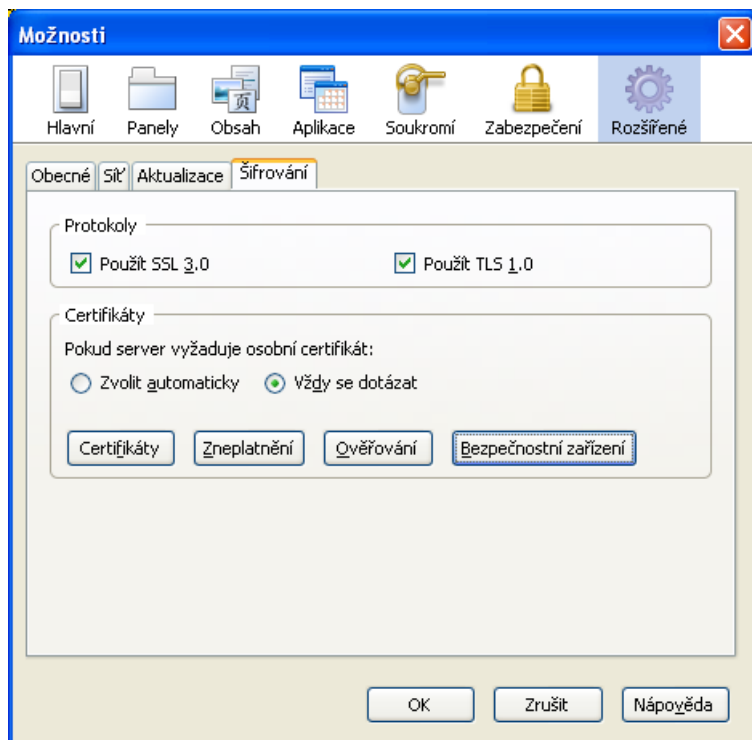 Možnosti
Hlavní Panely Obsah Aplikace Soukromí Zabezpečení Rozšířené
Obecné Síť Aktualizace Šifrování
Protokoly
Použít SSL 3.0 Použít TLS 1.0
Certifikáty
Pokud server vyžaduje osobní certifikát:
Zvolit automaticky Vždy se dotázat
Certifikáty Zneplatnění Ověřování Bezpečnostní zařízení
OK Zrušit Nápověda